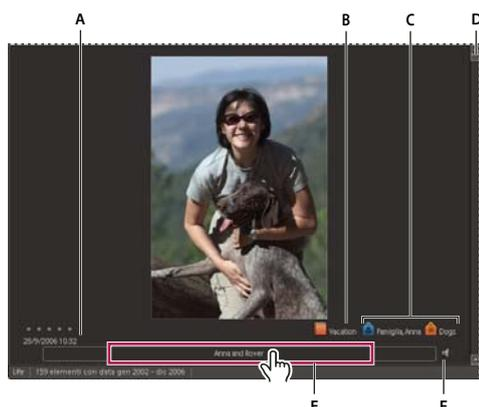 A
B
C
D
Vacation
Famiglia, Anna
Dogs
25/9/2006 10:32
Anna and Rover
Life
159 elementi con data gen 2002 - dic 2006
E
F